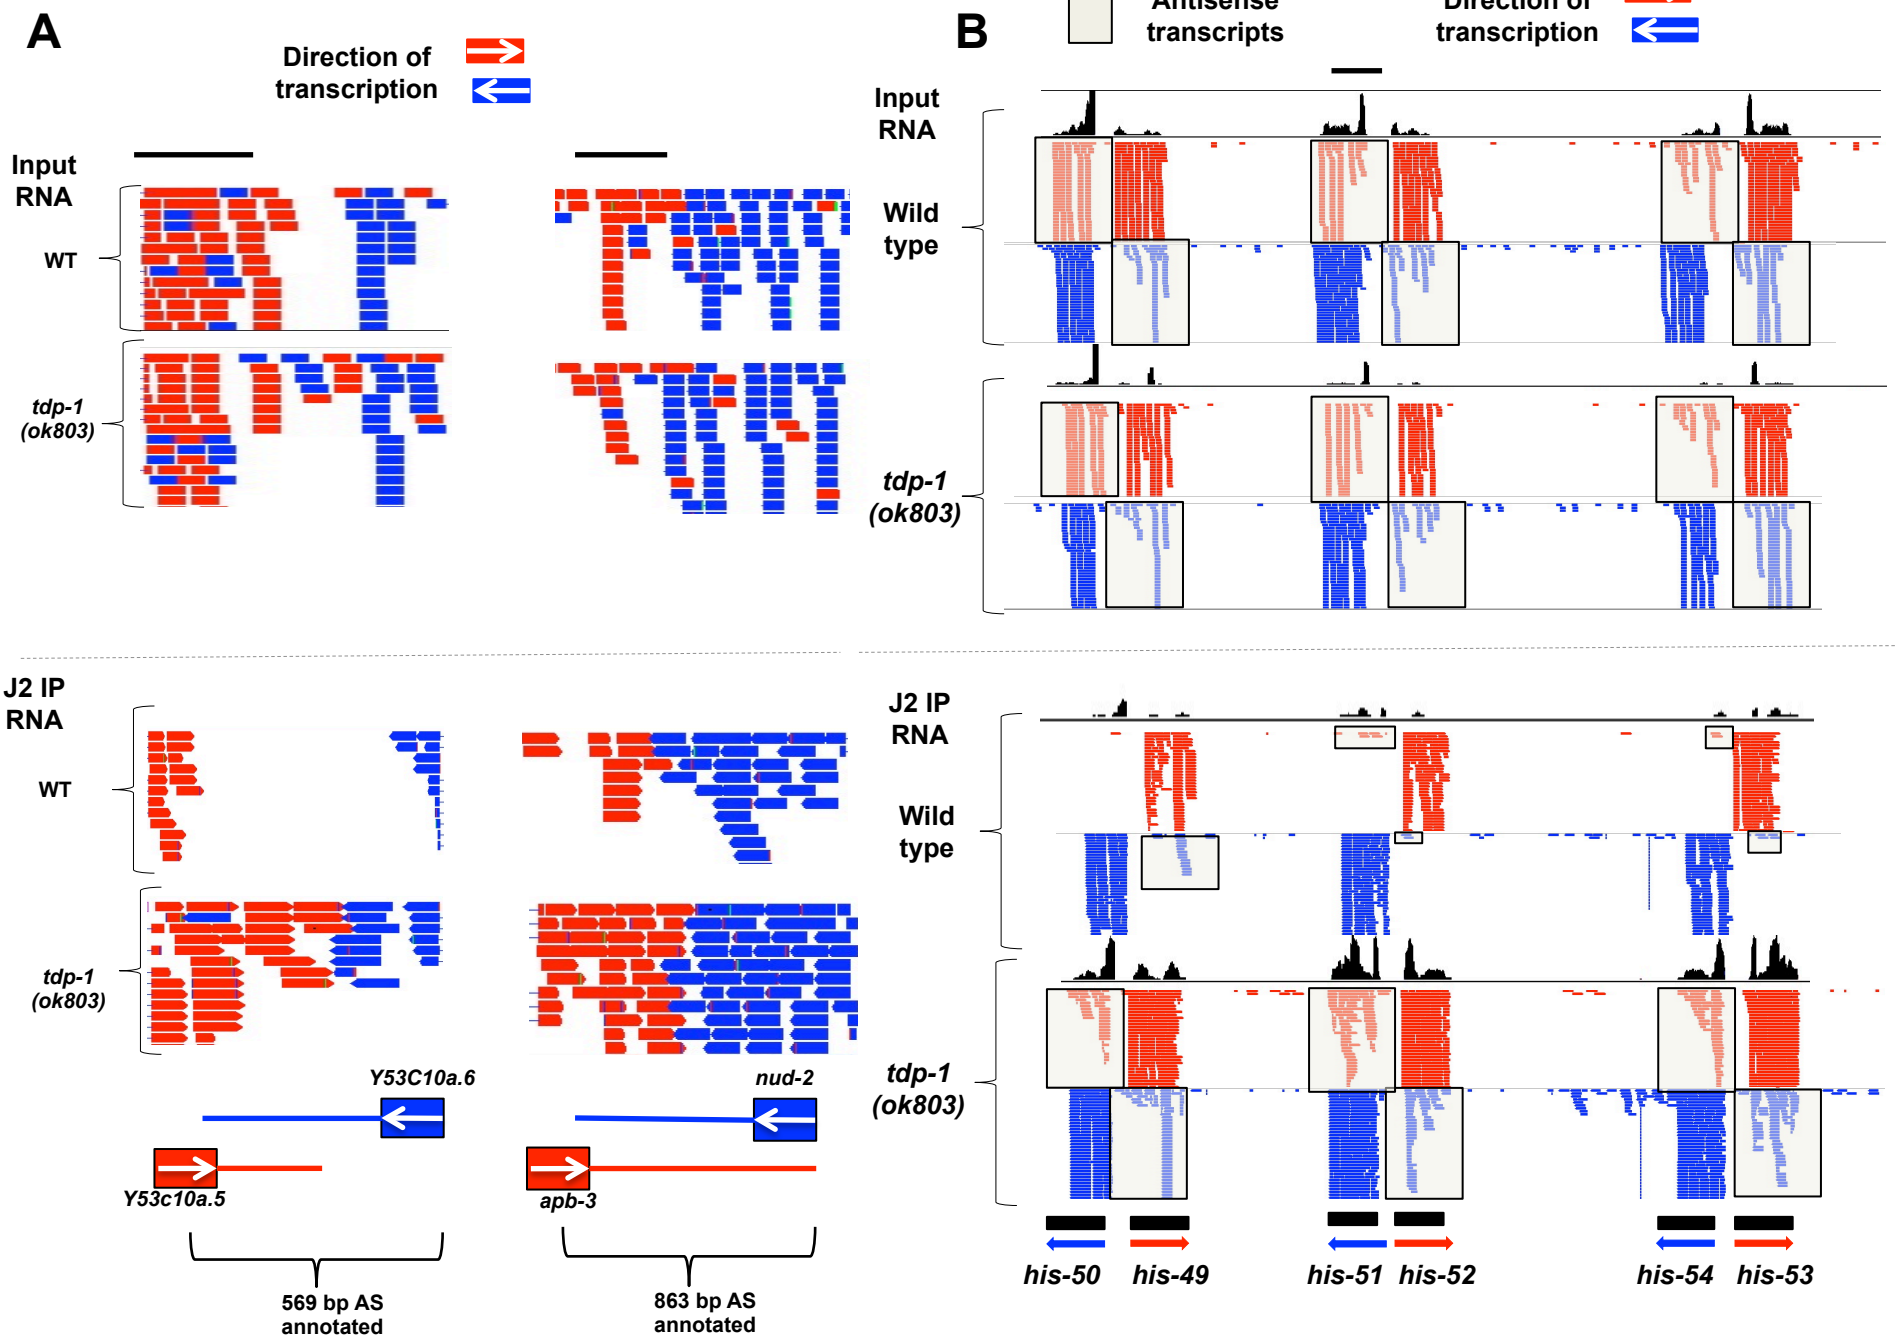 A
Direction of
transcription
Input
RNA
WT
tdp-1
(ok803)
J2 IP
RNA
WT
tdp-1
(ok803)
Y53C10a.6
nud-2
Y53c10a.5
apb-3
569 bp AS
annotated
863 bp AS
annotated
B
Antisense
transcripts
Direction of
transcription
Input
RNA
Wild
type
tdp-1
(ok803)
J2 IP
RNA
Wild
type
tdp-1
(ok803)
his-50 his-49 his-51 his-52 his-54 his-53